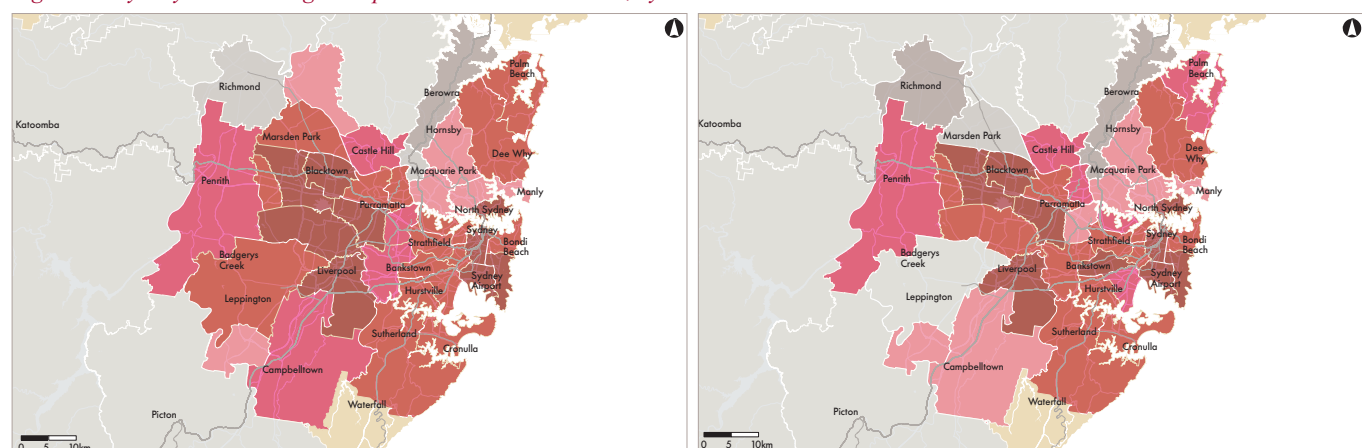 Richmond
Palm
Beach
Berowra
Katoomba
Marsden Park
Hornsby
Castle Hill
Dee Why
Blacktown
Macquarie Park
Penrith
Manly
Parramatta
North Sydney
Sydney
Strathfield
Bondi
Beach
Badgerys
Creek
Liverpool
Bankstown
Sydney
Airport
Leppington
Hurstville
Sutherland
Cronulla
Campbelltown
Waterfall
Picton
0 5 10km
Palm
Beach
Richmond
Berowra
Katoomba
Marsden Park
Hornsby
Castle Hill
Dee
Why
Blacktown
Macquarie Park
Penrith
Manly
Parramatta
North Sydney
Sydney
Strathfield
Bondi
Beach
Badgerys
Creek
Liverpool
Bankstown
Sydney
Airport
Leppington
Hurstville
Sutherland
Cronulla
Campbelltown
Waterfall
Picton
0 5 10km